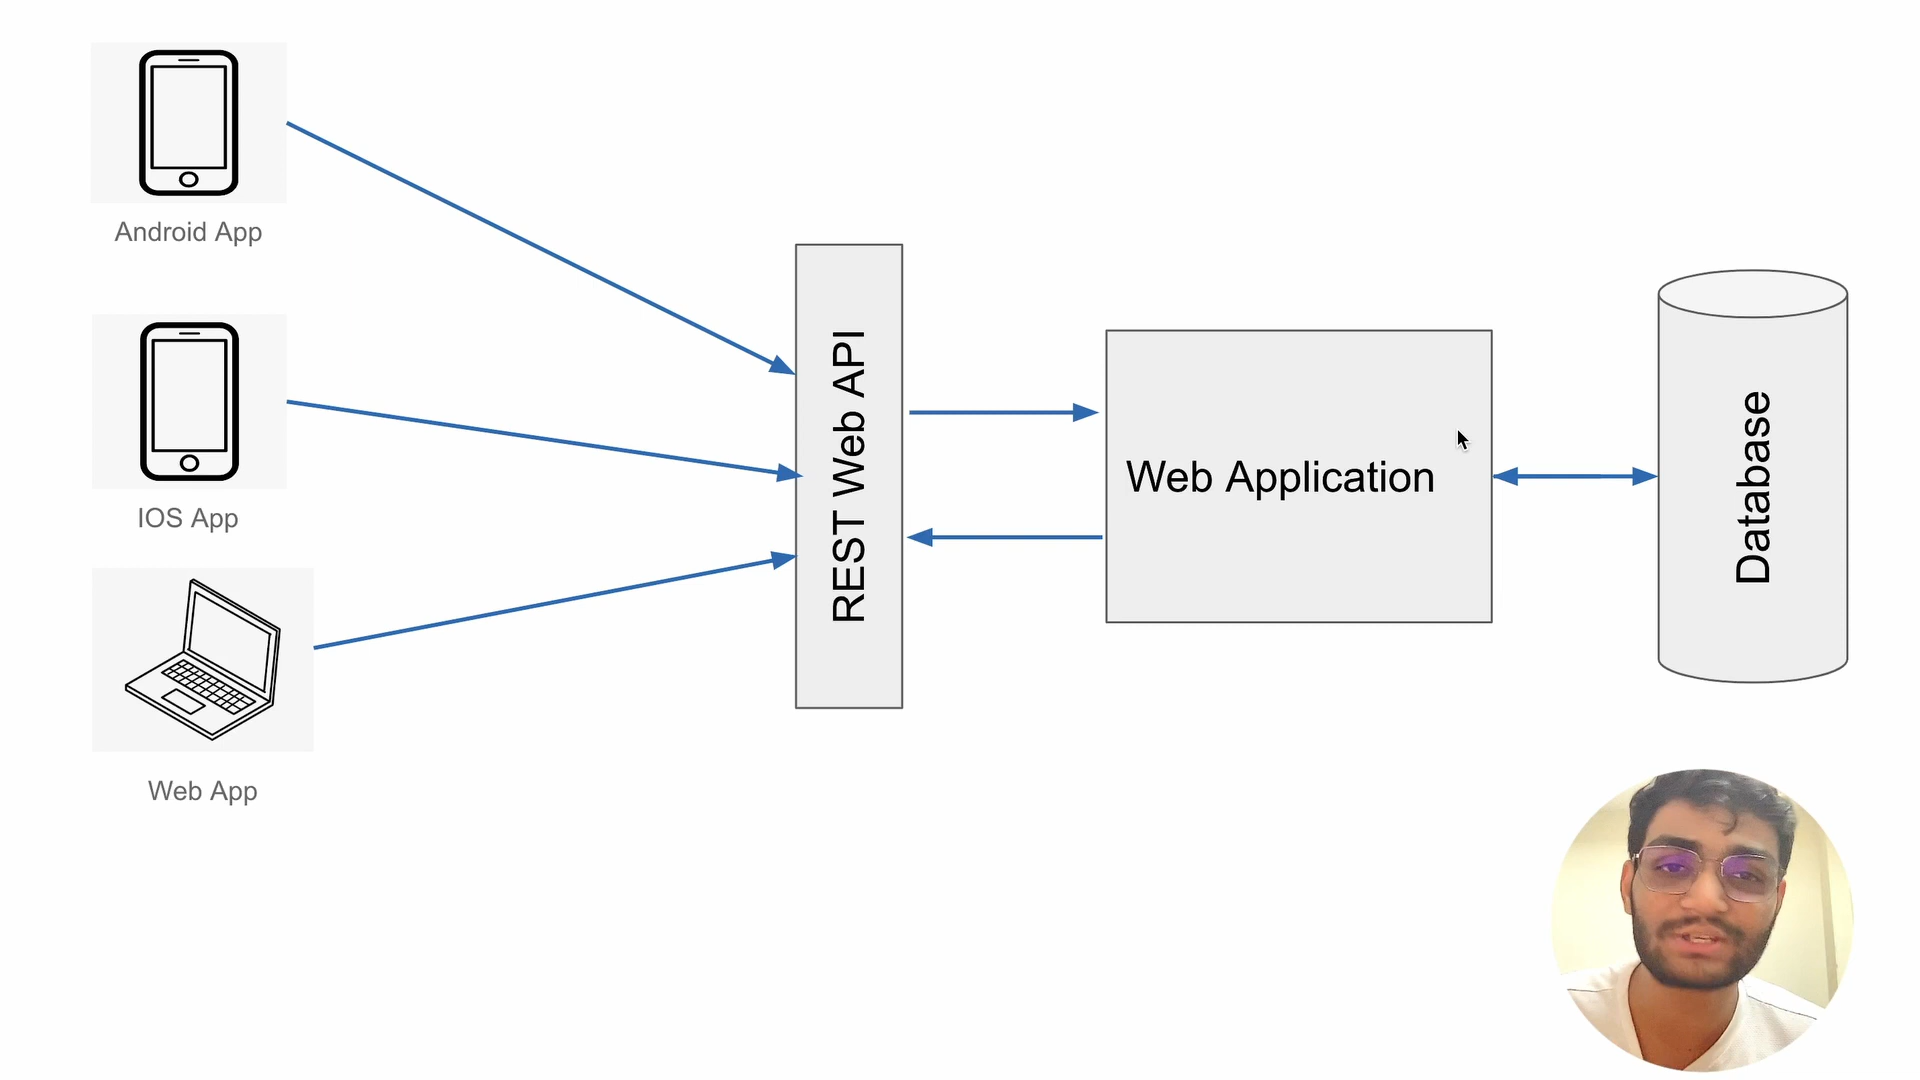 Android App
IOS App
Web App
REST Web API
Web Application
Database